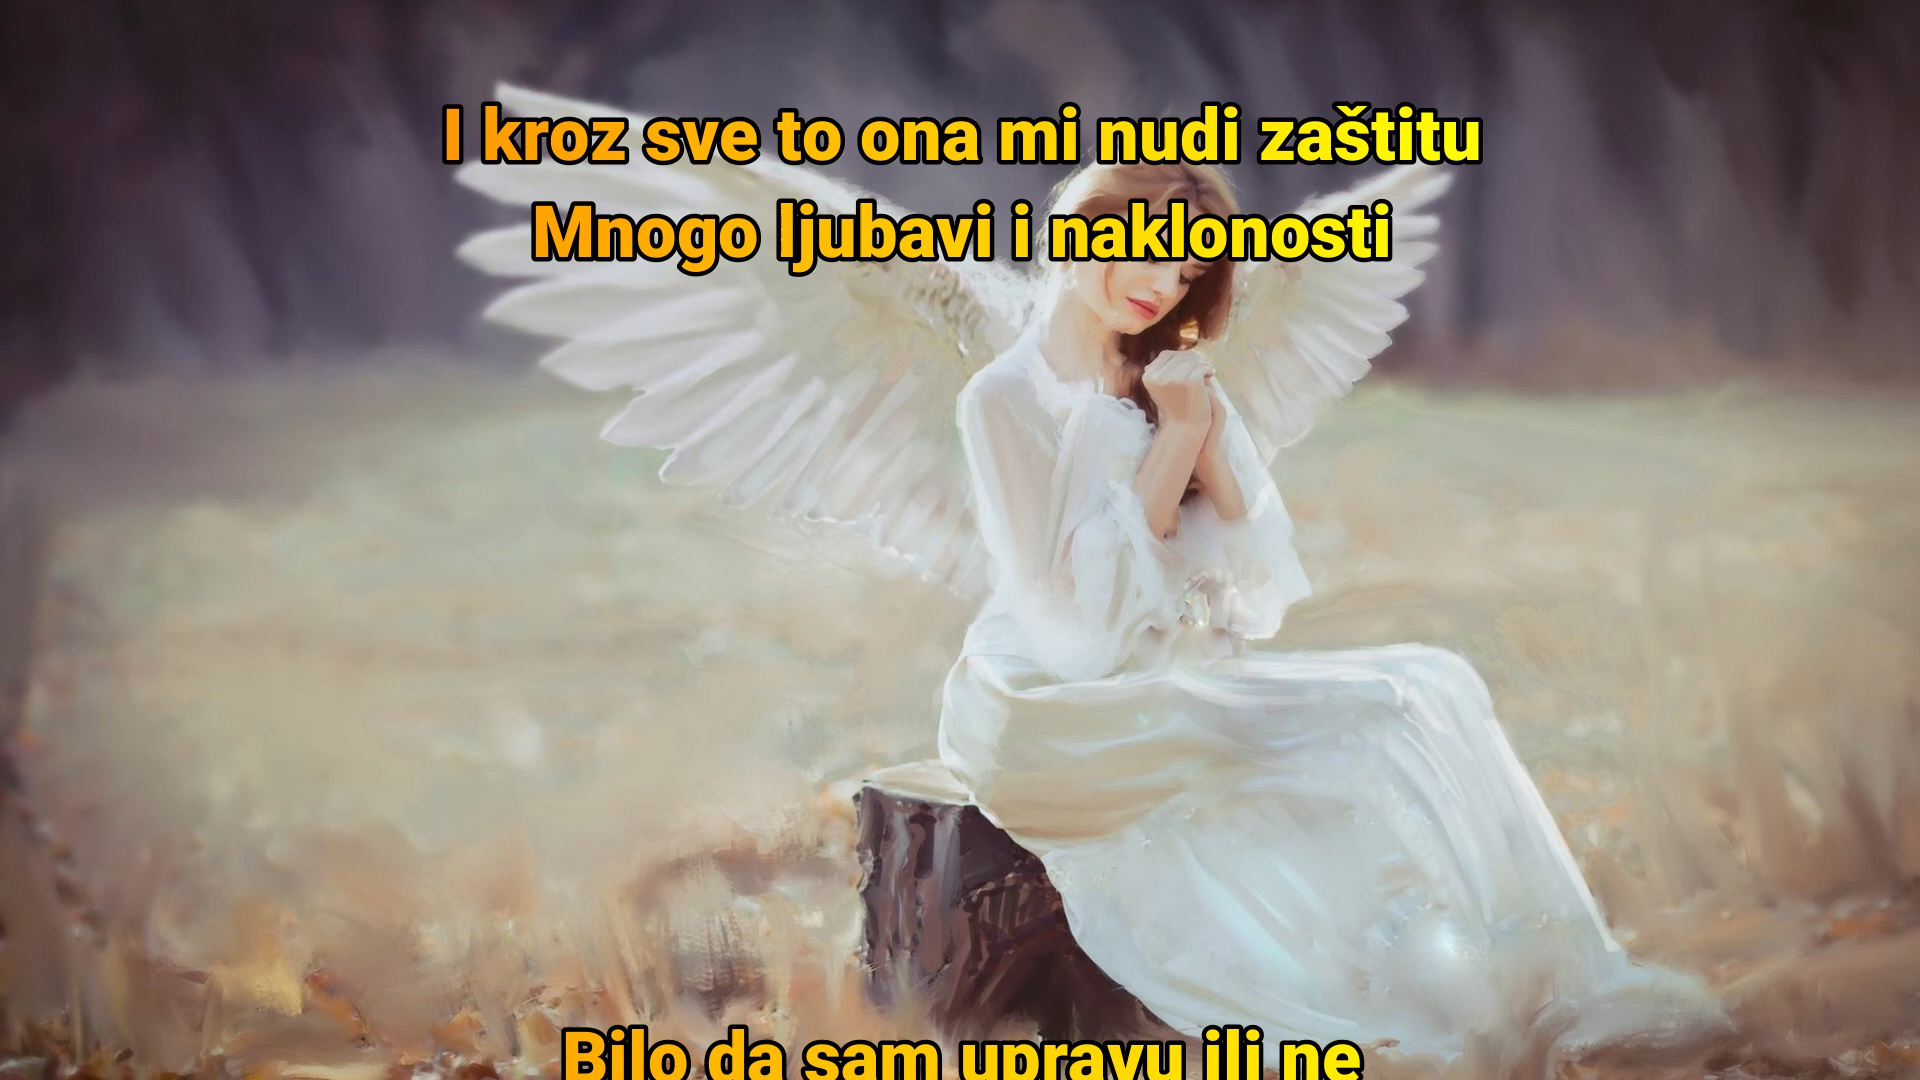 I kroz sve to ona mi nudi zaštitu
Mnogo ljubavi i naklonosti
Bilo da sam upravu ili ne